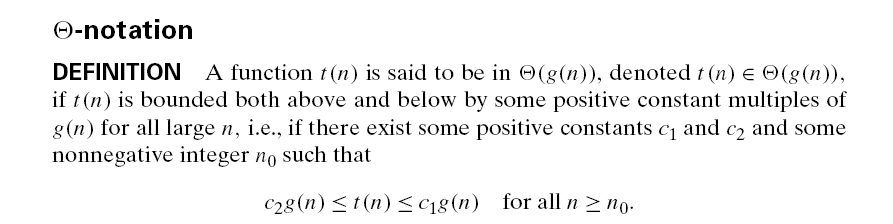 Θ-notation
DEFINITION A function t(n) is said to be in Θ(g(n)), denoted t(n) ∈ Θ(g(n)),
if t(n) is bounded both above and below by some positive constant multiples of
g(n) for all large n, i.e., if there exist some positive constants c₁ and c₂ and some
nonnegative integer n₀ such that
c₂g(n) ≤ t(n) ≤ c₁g(n) for all n ≥ n₀.